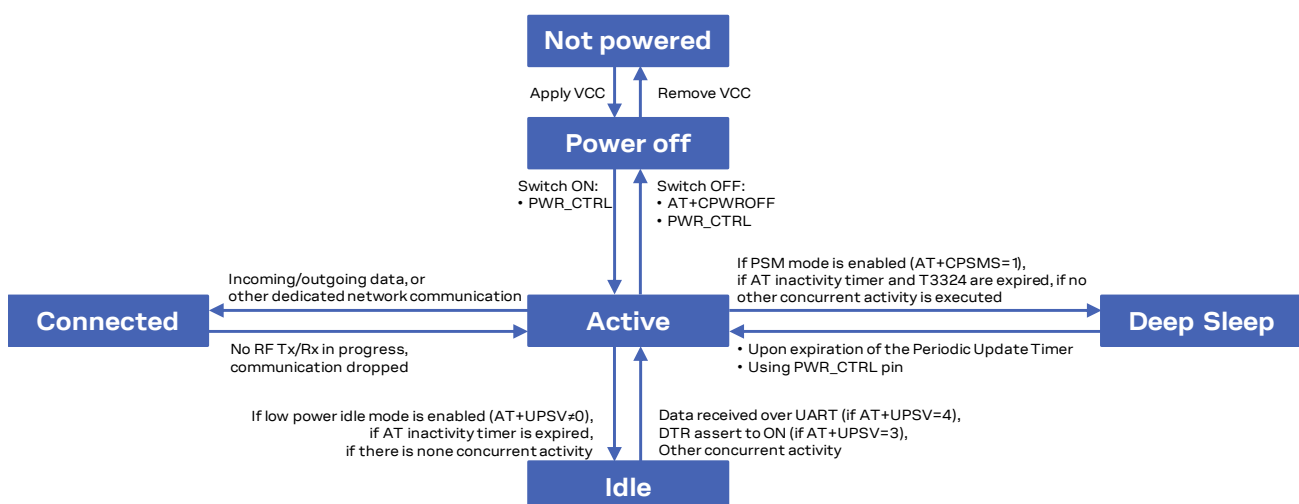 Not powered
Apply VCC
Remove VCC
Power off
Switch ON:
• PWR_CTRL
Switch OFF:
• AT+CPWROFF
• PWR_CTRL
Incoming/outgoing data, or
other dedicated network communication
If PSM mode is enabled (AT+CPSMS=1),
if AT inactivity timer and T3324 are expired, if no
other concurrent activity is executed
Connected
Active
Deep Sleep
No RF Tx/Rx in progress,
communication dropped
• Upon expiration of the Periodic Update Timer
• Using PWR_CTRL pin
If low power idle mode is enabled (AT+UPSV≠0),
if AT inactivity timer is expired,
if there is none concurrent activity
Data received over UART (if AT+UPSV=4),
DTR assert to ON (if AT+UPSV=3),
Other concurrent activity
Idle